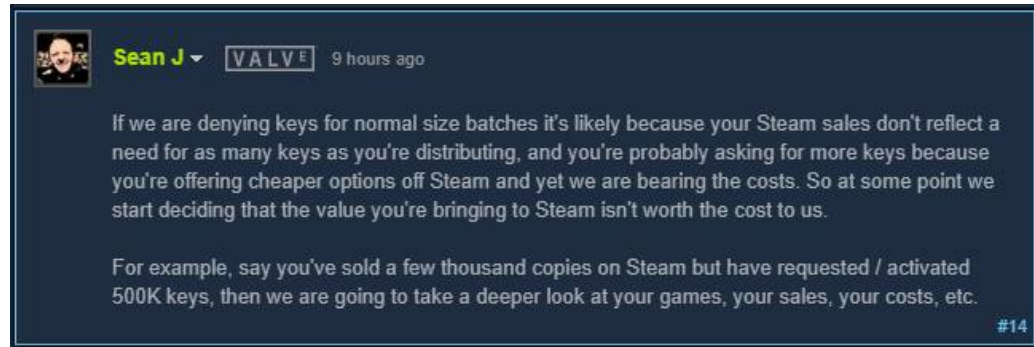 Sean J VALVE 9 hours ago
If we are denying keys for normal size batches it's likely because your Steam sales don't reflect a
need for as many keys as you're distributing, and you're probably asking for more keys because
you're offering cheaper options off Steam and yet we are bearing the costs. So at some point we
start deciding that the value you're bringing to Steam isn't worth the cost to us.
For example, say you've sold a few thousand copies on Steam but have requested / activated
500K keys, then we are going to take a deeper look at your games, your sales, your costs, etc.
#14